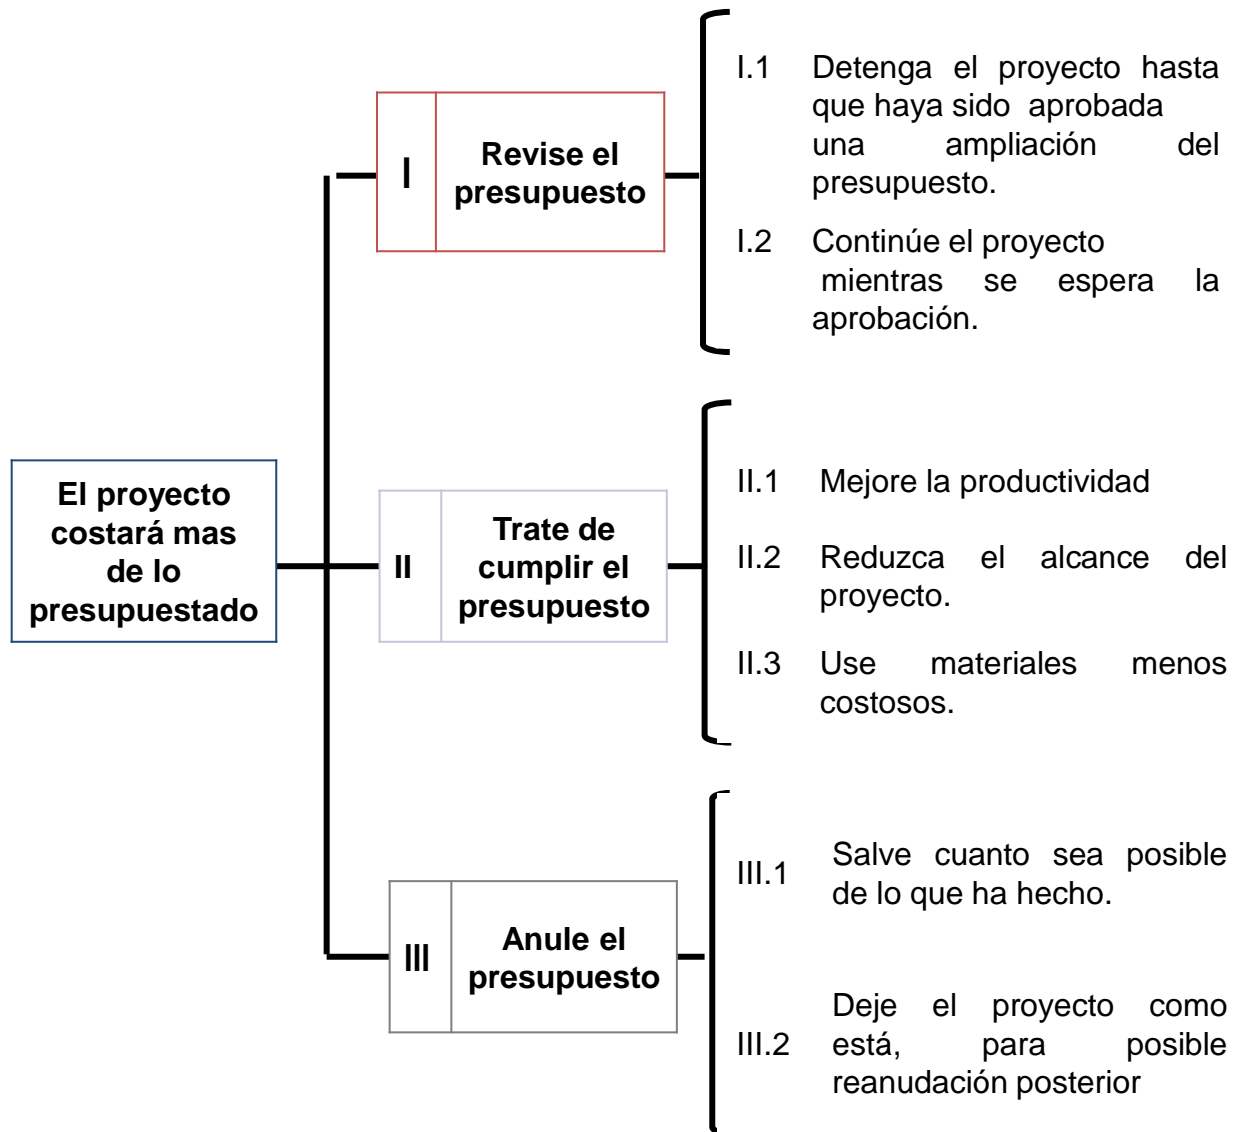 El proyecto
costará mas
de lo
presupuestado
I
Revise el
presupuesto
I.1 Detenga el proyecto hasta
que haya sido aprobada
una ampliación del
presupuesto.
I.2 Continúe el proyecto
mientras se espera la
aprobación.
II
Trate de
cumplir el
presupuesto
II.1 Mejore la productividad
II.2 Reduzca el alcance del
proyecto.
II.3 Use materiales menos
costosos.
III
Anule el
presupuesto
III.1 Salve cuanto sea posible
de lo que ha hecho.
III.2 Deje el proyecto como
está, para posible
reanudación posterior